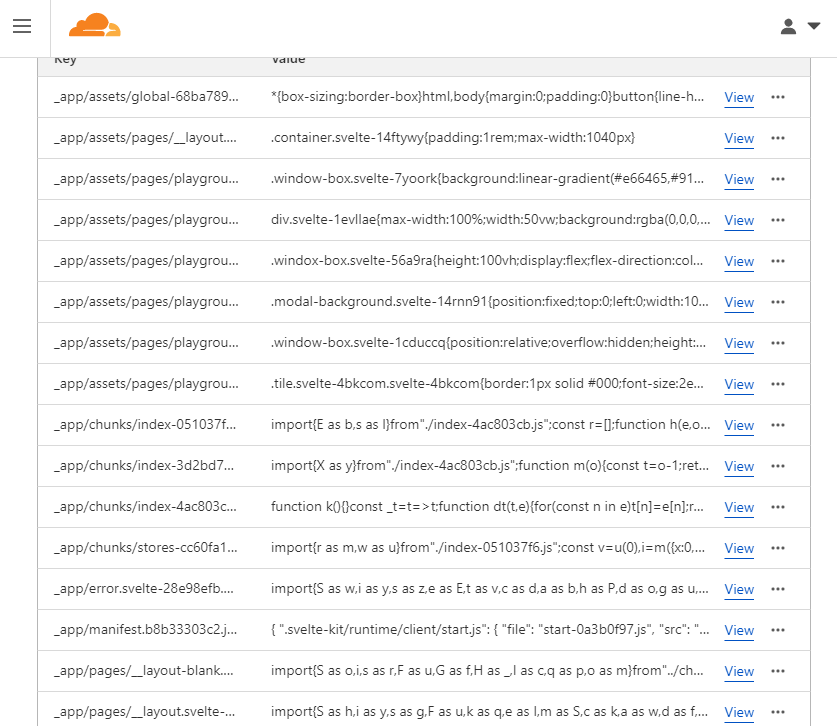 Key Value
_app/assets/global-68ba789... *{box-sizing:border-box}html,body{margin:0;padding:0}button{line-h... View
_app/assets/pages/__layout.... .container.svelte-14ftywy{padding:1rem;max-width:1040px} View
_app/assets/pages/playgrou... .window-box.svelte-7yoork{background:linear-gradient(#e66465,#91... View
_app/assets/pages/playgrou... div.svelte-1evllae{max-width:100%;width:50vw;background:rgba(0,0,0,... View
_app/assets/pages/playgrou... .windox-box.svelte-56a9ra{height:100vh;display:flex;flex-direction:col... View
_app/assets/pages/playgrou... .modal-background.svelte-14rnn91{position:fixed;top:0;left:0;width:10... View
_app/assets/pages/playgrou... .window-box.svelte-1cduccq{position:relative;overflow:hidden;height:... View
_app/assets/pages/playgrou... .tile.svelte-4bkcom.svelte-4bkcom{border:1px solid #000;font-size:2e... View
_app/chunks/index-051037f... import{E as b,s as l}from"./index-4ac803cb.js";const r=[];function h(e,o... View
_app/chunks/index-3d2bd7... import{X as y}from"./index-4ac803cb.js";function m(o){const t=o-1;ret... View
_app/chunks/index-4ac803c... function k(){}const _t=t=>t;function dt(t,e){for(const n in e)t[n]=e[n];r... View
_app/chunks/stores-cc60fa1... import{r as m,w as u}from"./index-051037f6.js";const v=u(0),i=m({x:0,... View
_app/error.svelte-28e98efb.... import{S as w,i as y,s as z,e as E,t as v,c as d,a as b,h as P,d as o,g as u,... View
_app/manifest.b8b33303c2.j... { ".svelte-kit/runtime/client/start.js": { "file": "start-0a3b0f97.js", "src": "... View
_app/pages/__layout-blank.... import{S as o,i,s as r,F as u,G as f,H as _,I as c,q as p,o as m}from"../ch... View
_app/pages/__layout.svelte-... import{S as h,i as y,s as g,F as u,k as q,e as I,m as S,c as k,a as w,d as f,... View